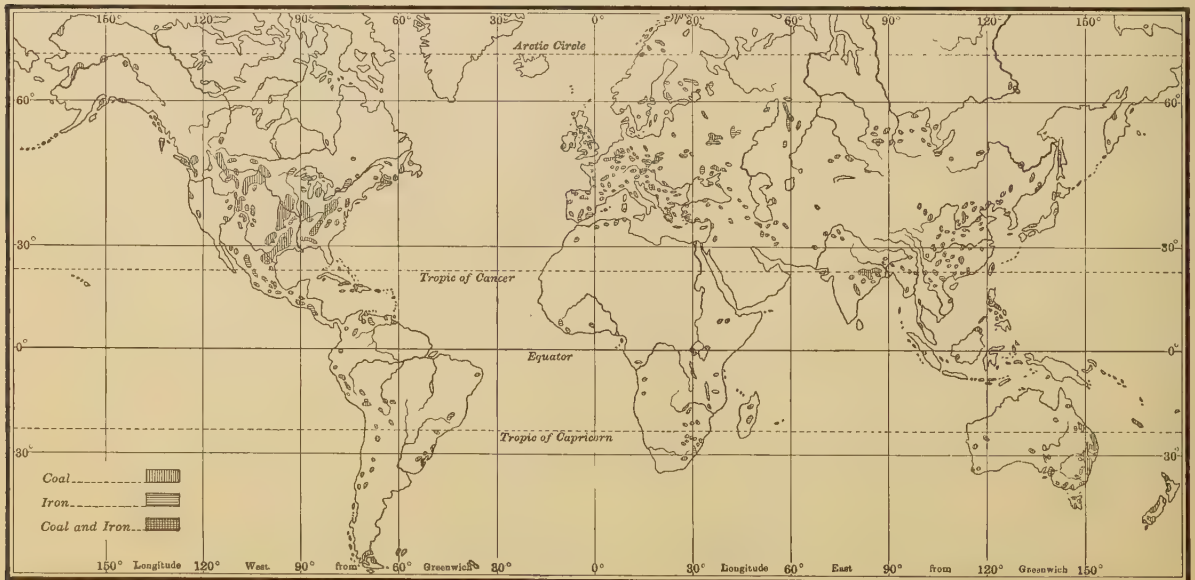 150° 120° 90° 60° 30° 0° 30° 60° 90° 120° 150°
Arctic Circle
60° 60°
30° 30°
Tropic of Cancer
0° 0°
Equator
Tropic of Capricorn
30° 30°
Coal
Iron
Coal and Iron
150° Longitude 120° West 90° from 60° Greenwich 30° 0° Longitude 30° East 60° from 90° 120° Greenwich 150°